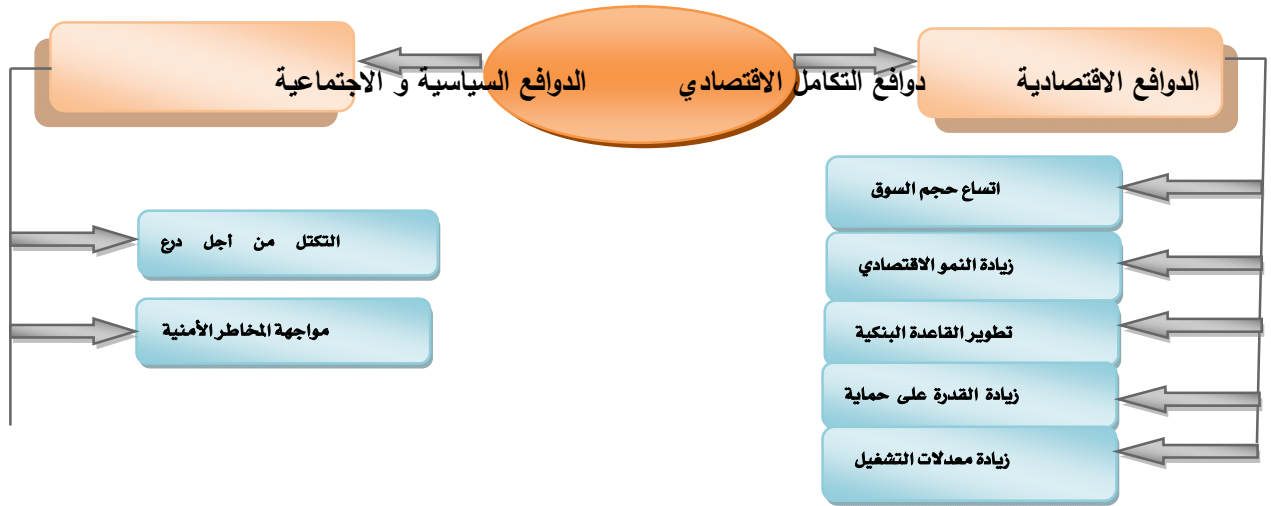 الدوافع الاقتصادية
دوافع التكامل الاقتصادي
الدوافع السياسية و الاجتماعية
اتساع حجم السوق
زيادة النمو الاقتصادي
تطوير القاعدة البنكية
زيادة القدرة على حماية
زيادة معدلات التشغيل
التكتل من أجل درع
مواجهة المخاطر الأمنية